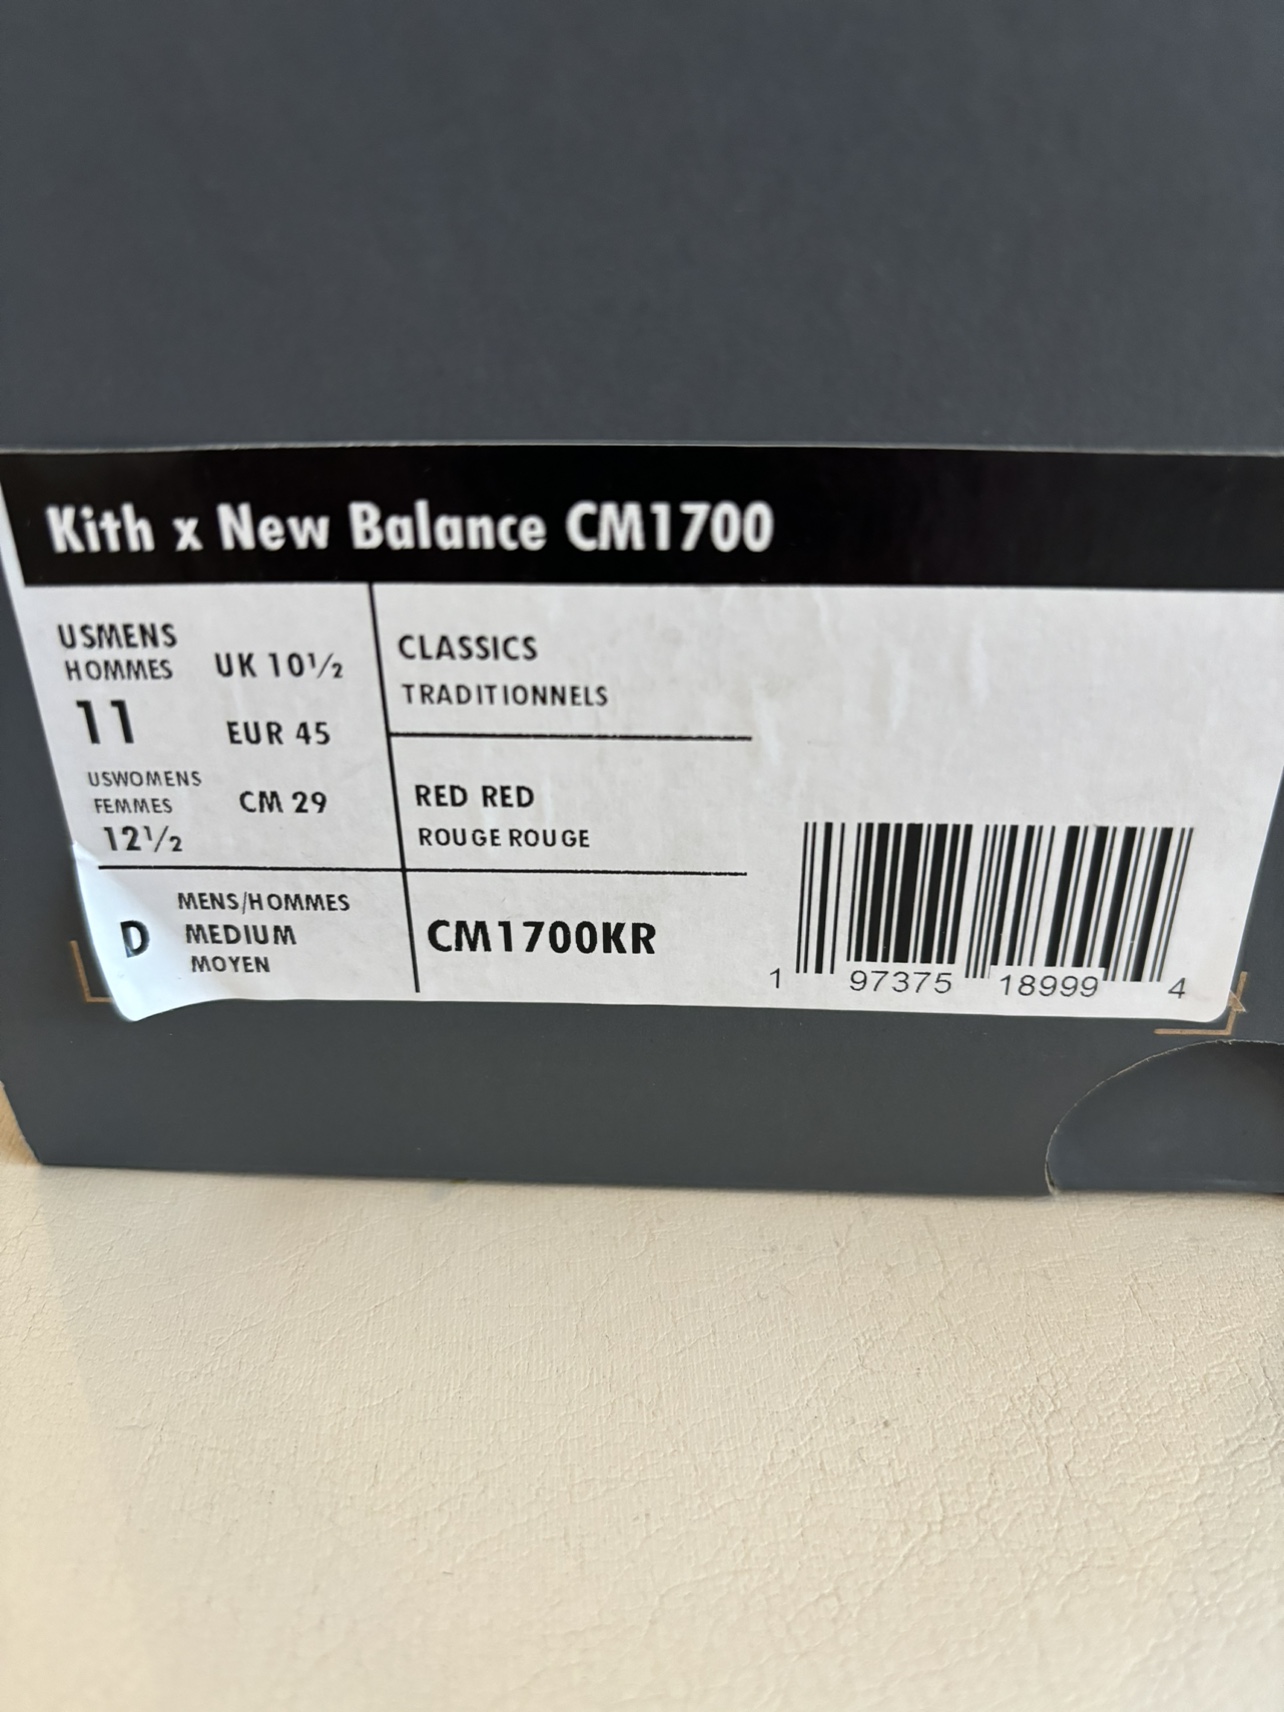 Kith x New Balance CM1700
USMENS
HOMMES
11
USWOMENS
FEMMES
12½
UK 10½
EUR 45
CM 29
CLASSICS
TRADITIONNELS
RED RED
ROUGE ROUGE
D
MENS/HOMMES
MEDIUM
MOYEN
CM1700KR
1 97375 18999 4